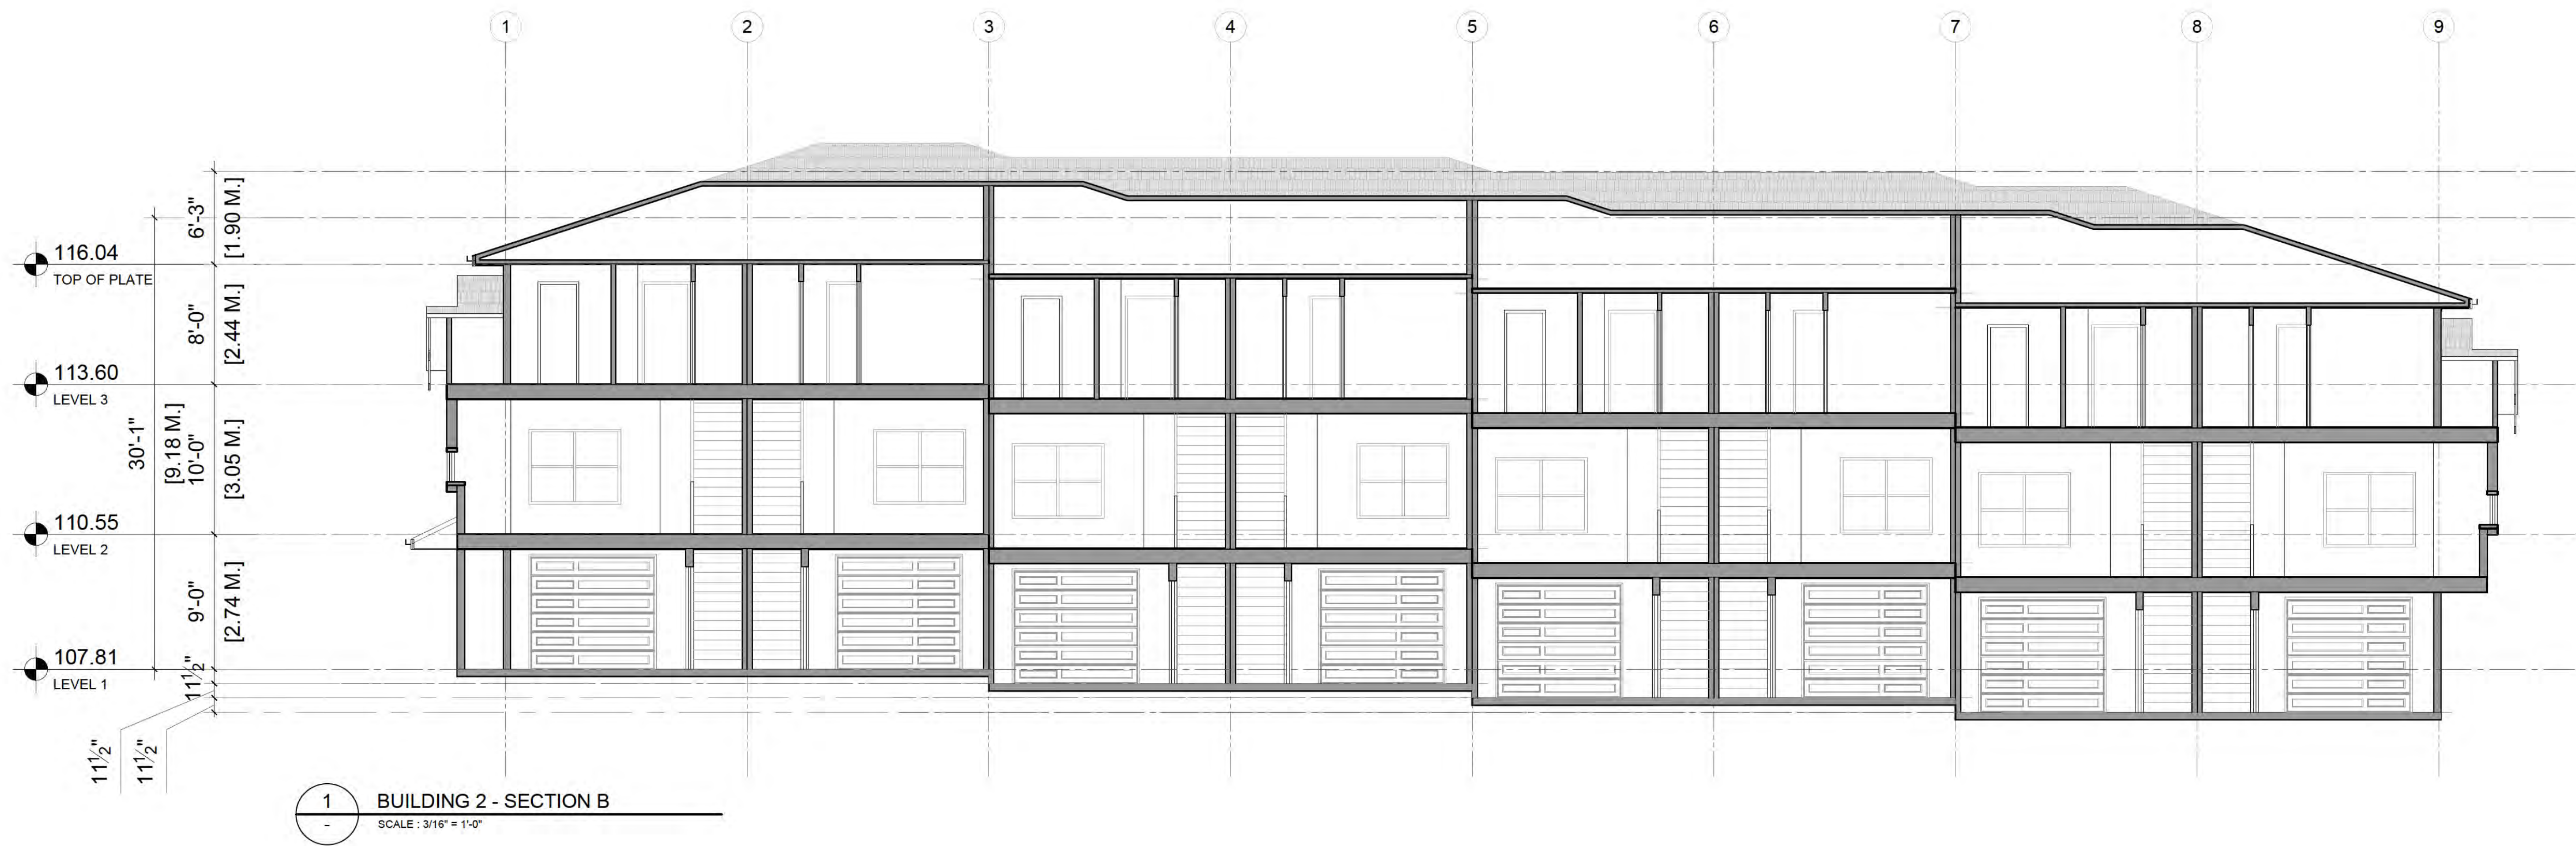 1 2 3 4 5 6 7 8 9
6'-3"
[1.90 M.]
116.04
TOP OF PLATE
8'-0"
[2.44 M.]
113.60
LEVEL 3
30'-1"
[9.18 M.]
10'-0"
[3.05 M.]
110.55
LEVEL 2
9'-0"
[2.74 M.]
107.81
LEVEL 1
11½"
11½"
11½"
1
-
BUILDING 2 - SECTION B
SCALE : 3/16" = 1'-0"